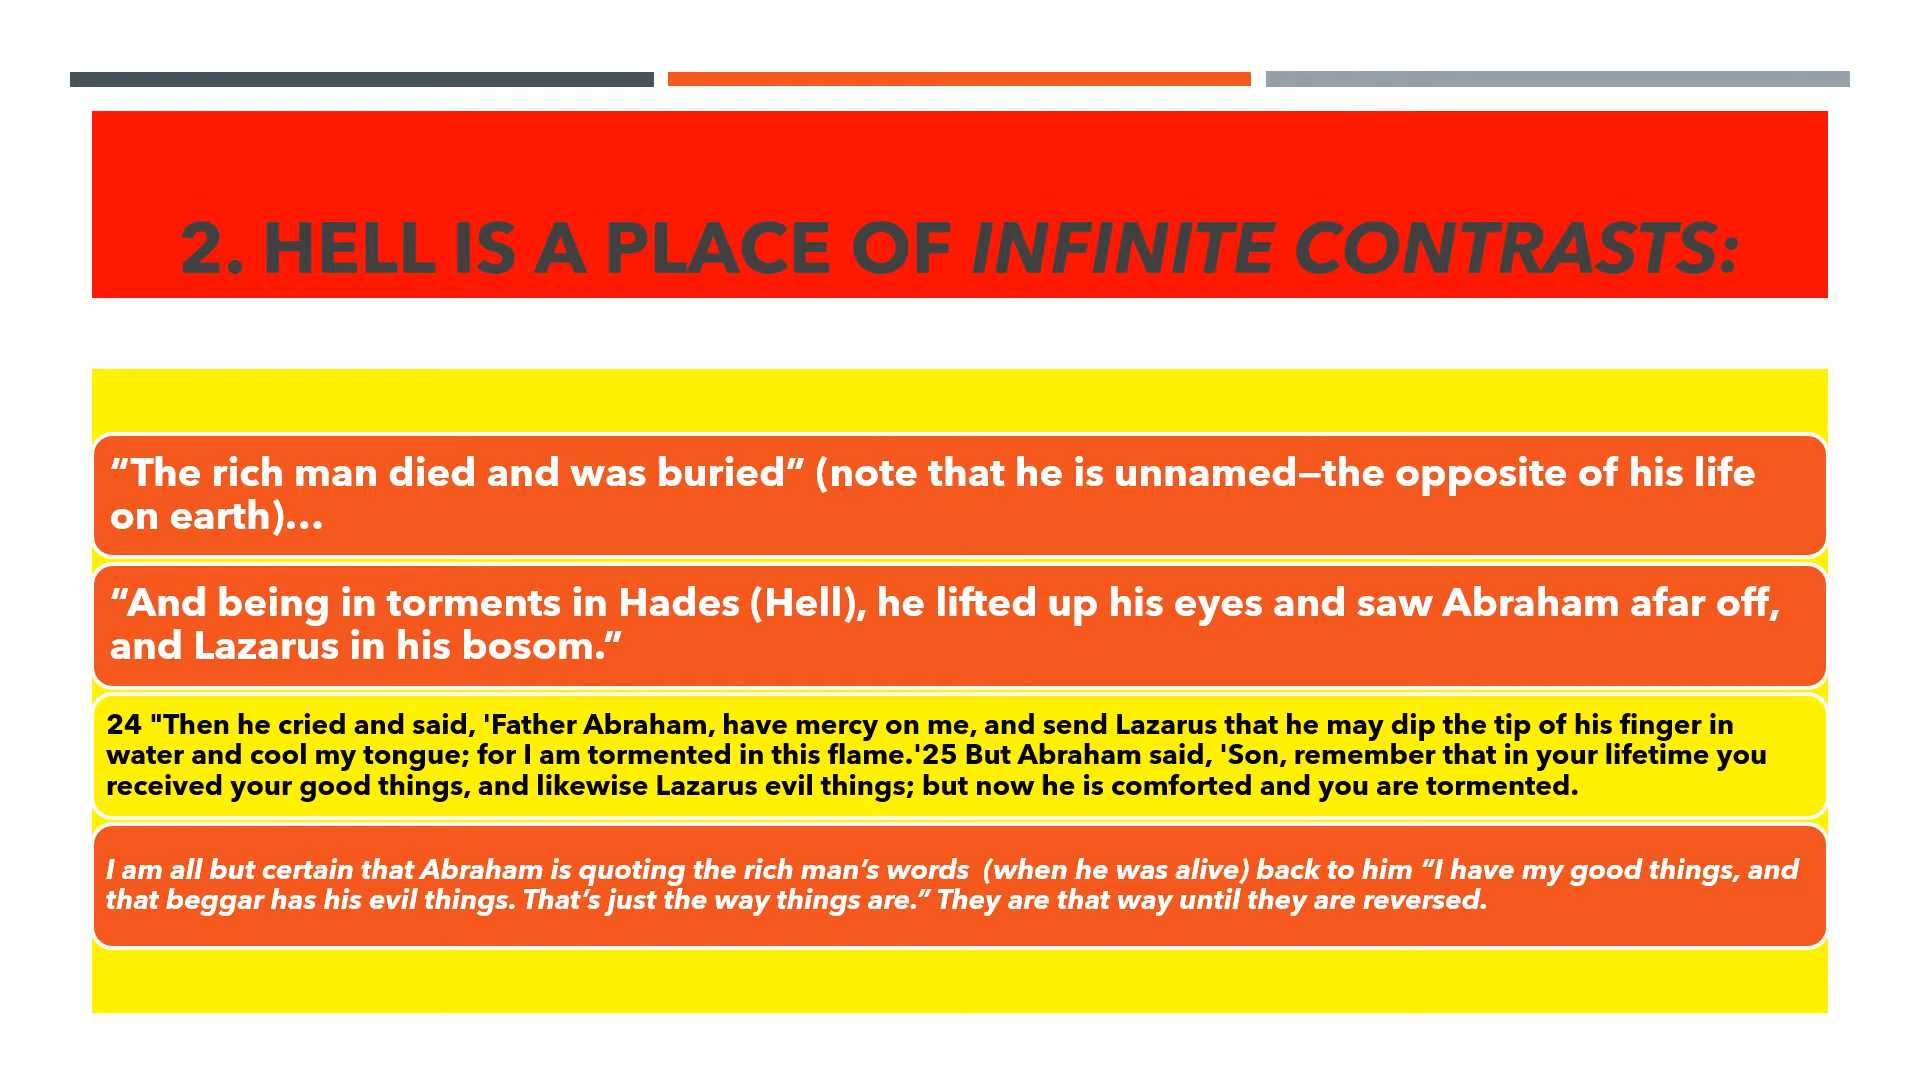 2. HELL IS A PLACE OF INFINITE CONTRASTS:
“The rich man died and was buried” (note that he is unnamed—the opposite of his life
on earth)…
“And being in torments in Hades (Hell), he lifted up his eyes and saw Abraham afar off,
and Lazarus in his bosom.”
24 "Then he cried and said, 'Father Abraham, have mercy on me, and send Lazarus that he may dip the tip of his finger in
water and cool my tongue; for I am tormented in this flame.'25 But Abraham said, 'Son, remember that in your lifetime you
received your good things, and likewise Lazarus evil things; but now he is comforted and you are tormented.
I am all but certain that Abraham is quoting the rich man’s words  (when he was alive) back to him “I have my good things, and
that beggar has his evil things. That’s just the way things are.” They are that way until they are reversed.